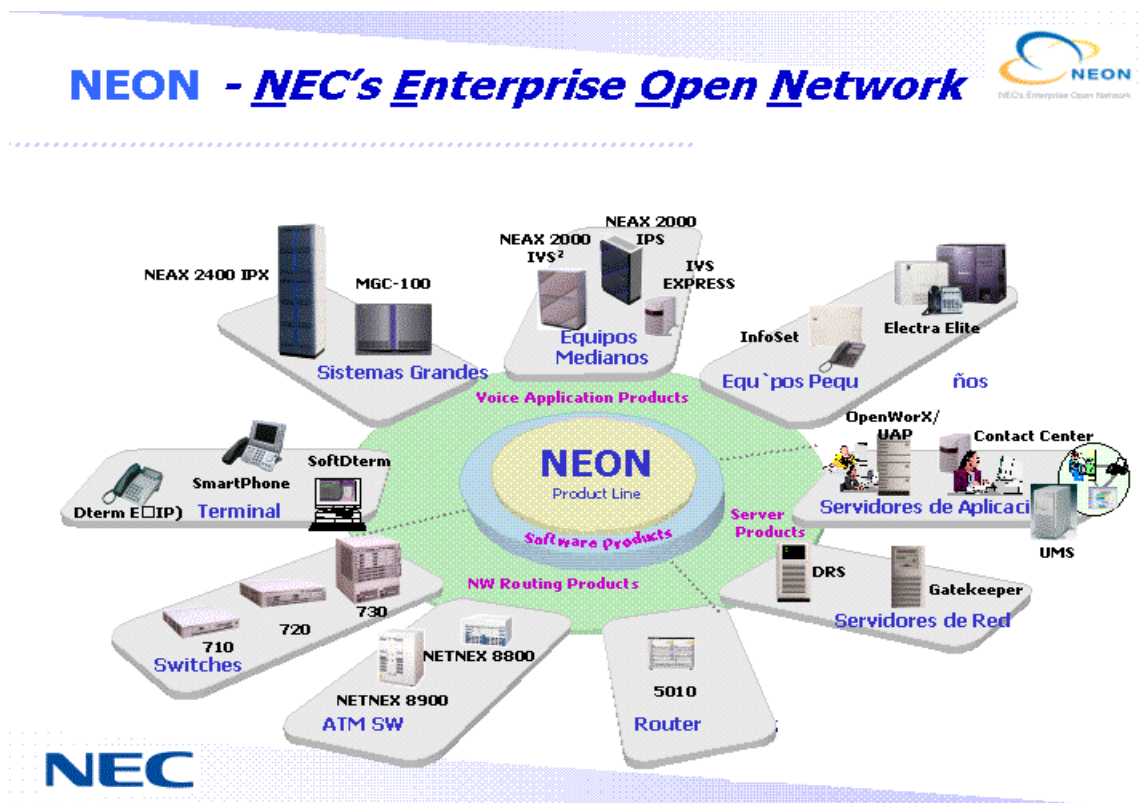 NEON - NEC's Enterprise Open Network
NEON
NEC's Enterprise Open Network
NEAX 2400 IPX
MGC-100
Sistemas Grandes
NEAX 2000
IVS²
NEAX 2000
IPS
IVS
EXPRESS
Equipos
Medianos
InfoSet
Electra Elite
Equ`pos Pequ ños
Voice Application Products
OpenWorX/
UAP
Contact Center
Servidores de Aplicaci
UMS
SoftDterm
SmartPhone
Dterm E□IP)
Terminal
NEON
Product Line
Software Products
Server
Products
NW Routing Products
DRS
Gatekeeper
Servidores de Red
730
720
710
Switches
NETNEX 8800
NETNEX 8900
ATM SW
5010
Router
NEC